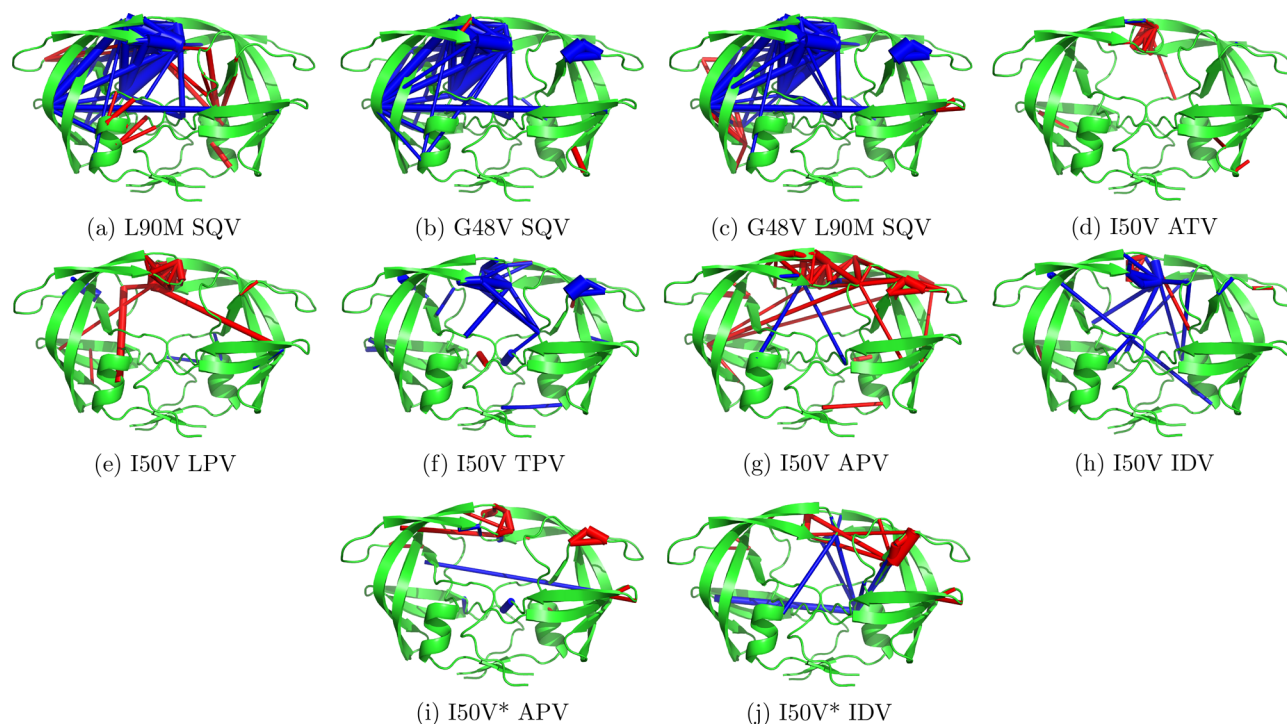 (a) L90M SQV
(b) G48V SQV
(c) G48V L90M SQV
(d) I50V ATV
(e) I50V LPV
(f) I50V TPV
(g) I50V APV
(h) I50V IDV
(i) I50V* APV
(j) I50V* IDV